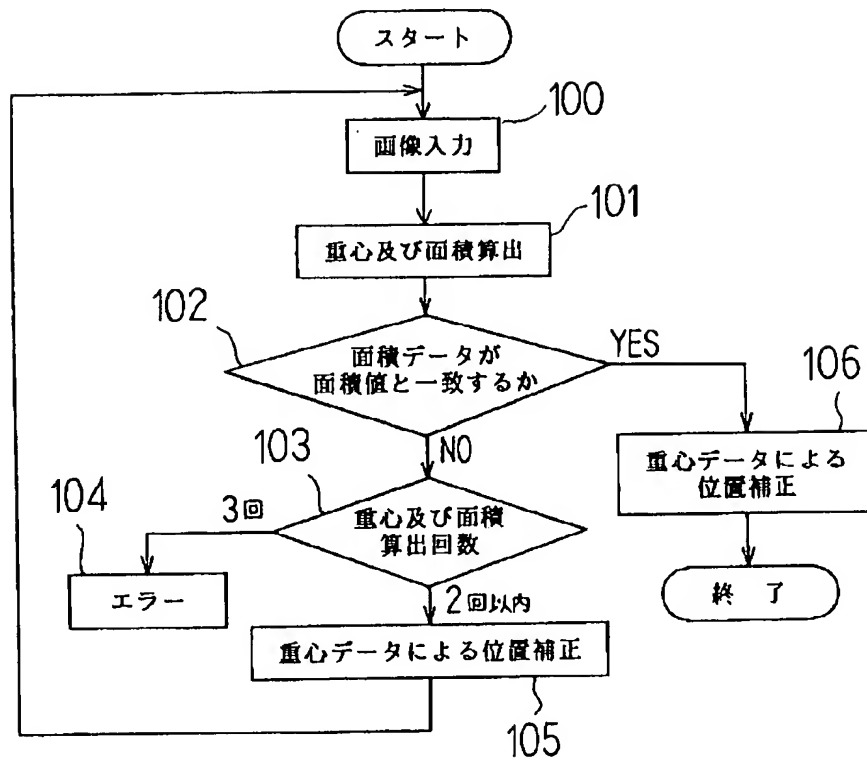 スタート
100
画像入力
101
重心及び面積算出
102
面積データが
面積値と一致するか
YES
106
重心データによる
位置補正
NO
103
104
3回
重心及び面積
算出回数
エラー
終 了
2回以内
重心データによる位置補正
105